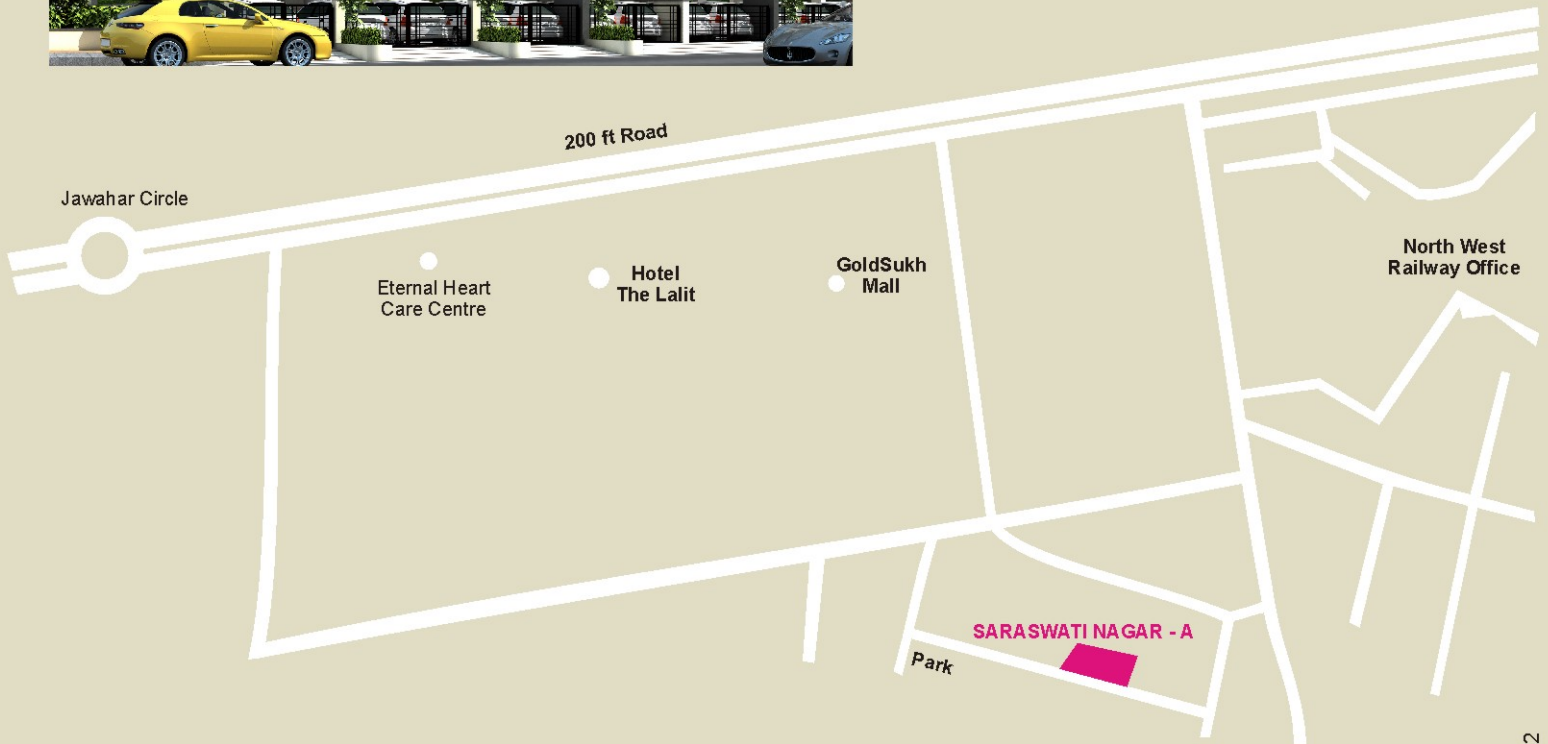 200 ft Road
Jawahar Circle
Eternal Heart
Care Centre
Hotel
The Lalit
GoldSukh
Mall
North West
Railway Office
SARASWATI NAGAR - A
Park
2